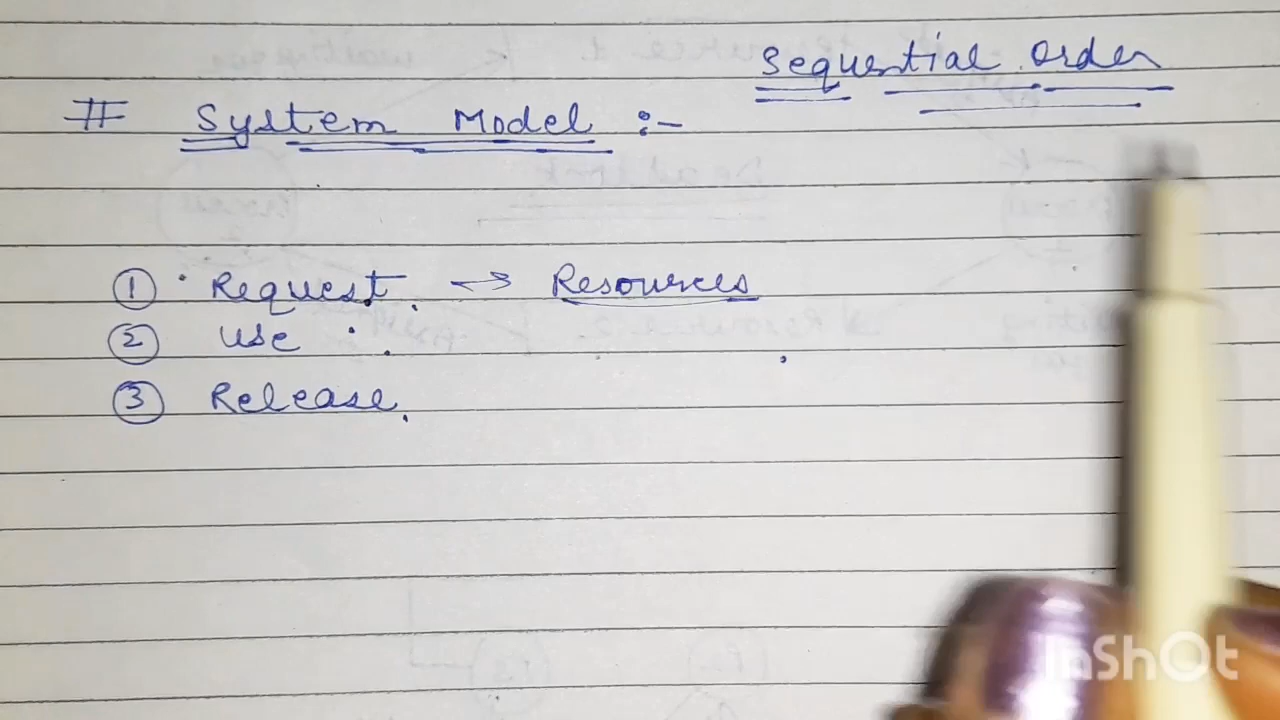 Sequential Order
# System Model :-
① Request. → Resources
② Use :.
③ Release.
InShOt